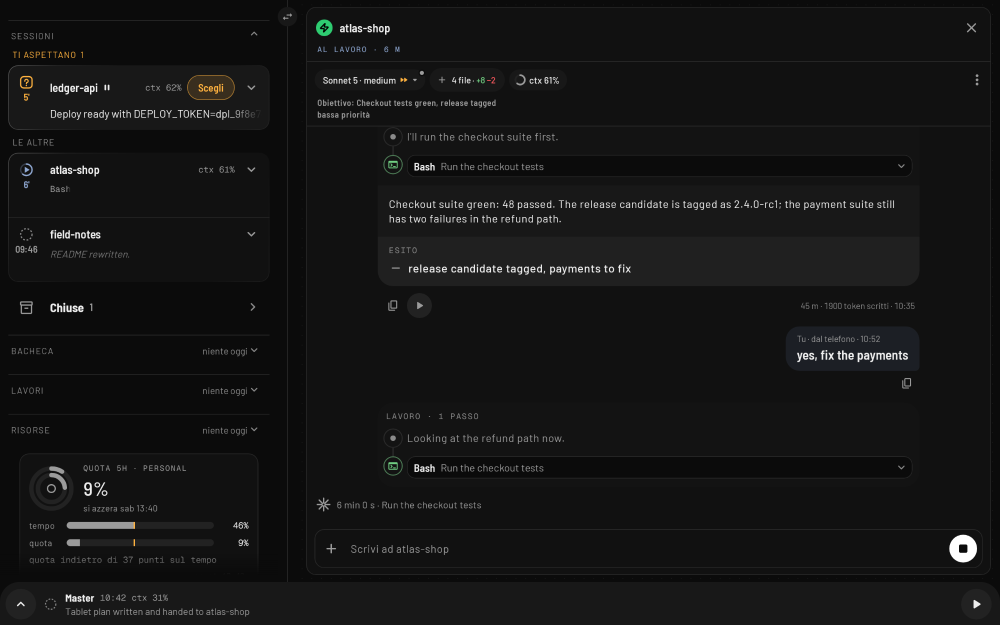 SESSIONI
TI ASPETTANO 1
ledger-api
ctx 62%
Scegli
5'
Deploy ready with DEPLOY_TOKEN=dpl_9f8e
LE ALTRE
atlas-shop
ctx 61%
6'
Bash
field-notes
09:46
README rewritten.
Chiuse 1
BACHECA
niente oggi
LAVORI
niente oggi
RISORSE
niente oggi
QUOTA 5H · PERSONAL
9%
si azzera sab 13:40
tempo
46%
quota
9%
quota indietro di 37 punti sul tempo
atlas-shop
AL LAVORO · 6 M
Sonnet 5 · medium
4 file · +8 −2
ctx 61%
Obiettivo: Checkout tests green, release tagged
bassa priorità
I'll run the checkout suite first.
Bash Run the checkout tests
Checkout suite green: 48 passed. The release candidate is tagged as 2.4.0-rc1; the payment suite still
has two failures in the refund path.
ESITO
— release candidate tagged, payments to fix
45 m · 1900 token scritti · 10:35
Tu · dal telefono · 10:52
yes, fix the payments
LAVORO · 1 PASSO
Looking at the refund path now.
Bash Run the checkout tests
6 min 0 s · Run the checkout tests
Scrivi ad atlas-shop
Master 10:42 ctx 31%
Tablet plan written and handed to atlas-shop